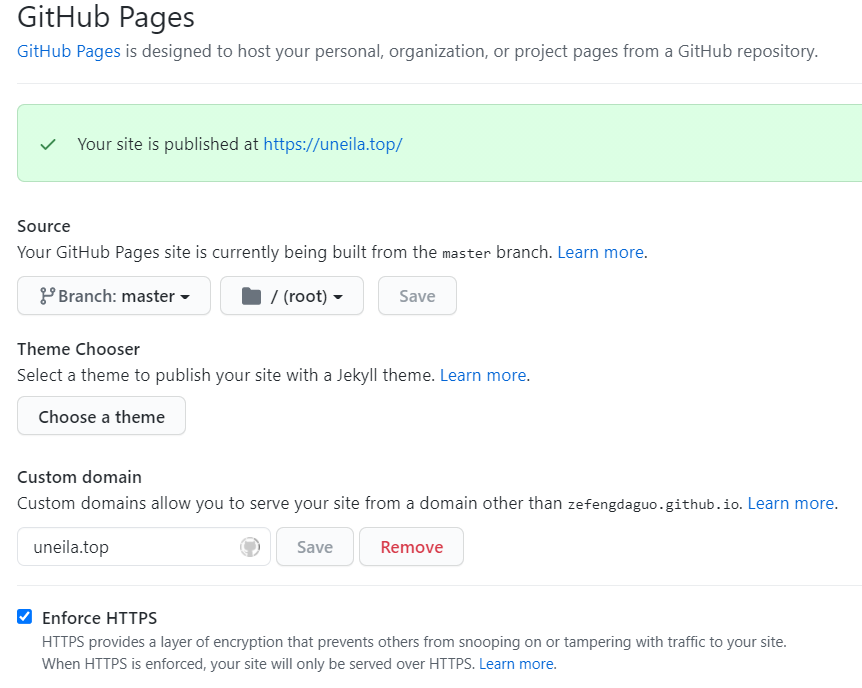 GitHub Pages
GitHub Pages is designed to host your personal, organization, or project pages from a GitHub repository.
Your site is published at https://uneila.top/
Source
Your GitHub Pages site is currently being built from the master branch. Learn more.
Branch: master
/ (root)
Save
Theme Chooser
Select a theme to publish your site with a Jekyll theme. Learn more.
Choose a theme
Custom domain
Custom domains allow you to serve your site from a domain other than zefengdaguo.github.io. Learn more.
uneila.top
Save
Remove
Enforce HTTPS
HTTPS provides a layer of encryption that prevents others from snooping on or tampering with traffic to your site.
When HTTPS is enforced, your site will only be served over HTTPS. Learn more.